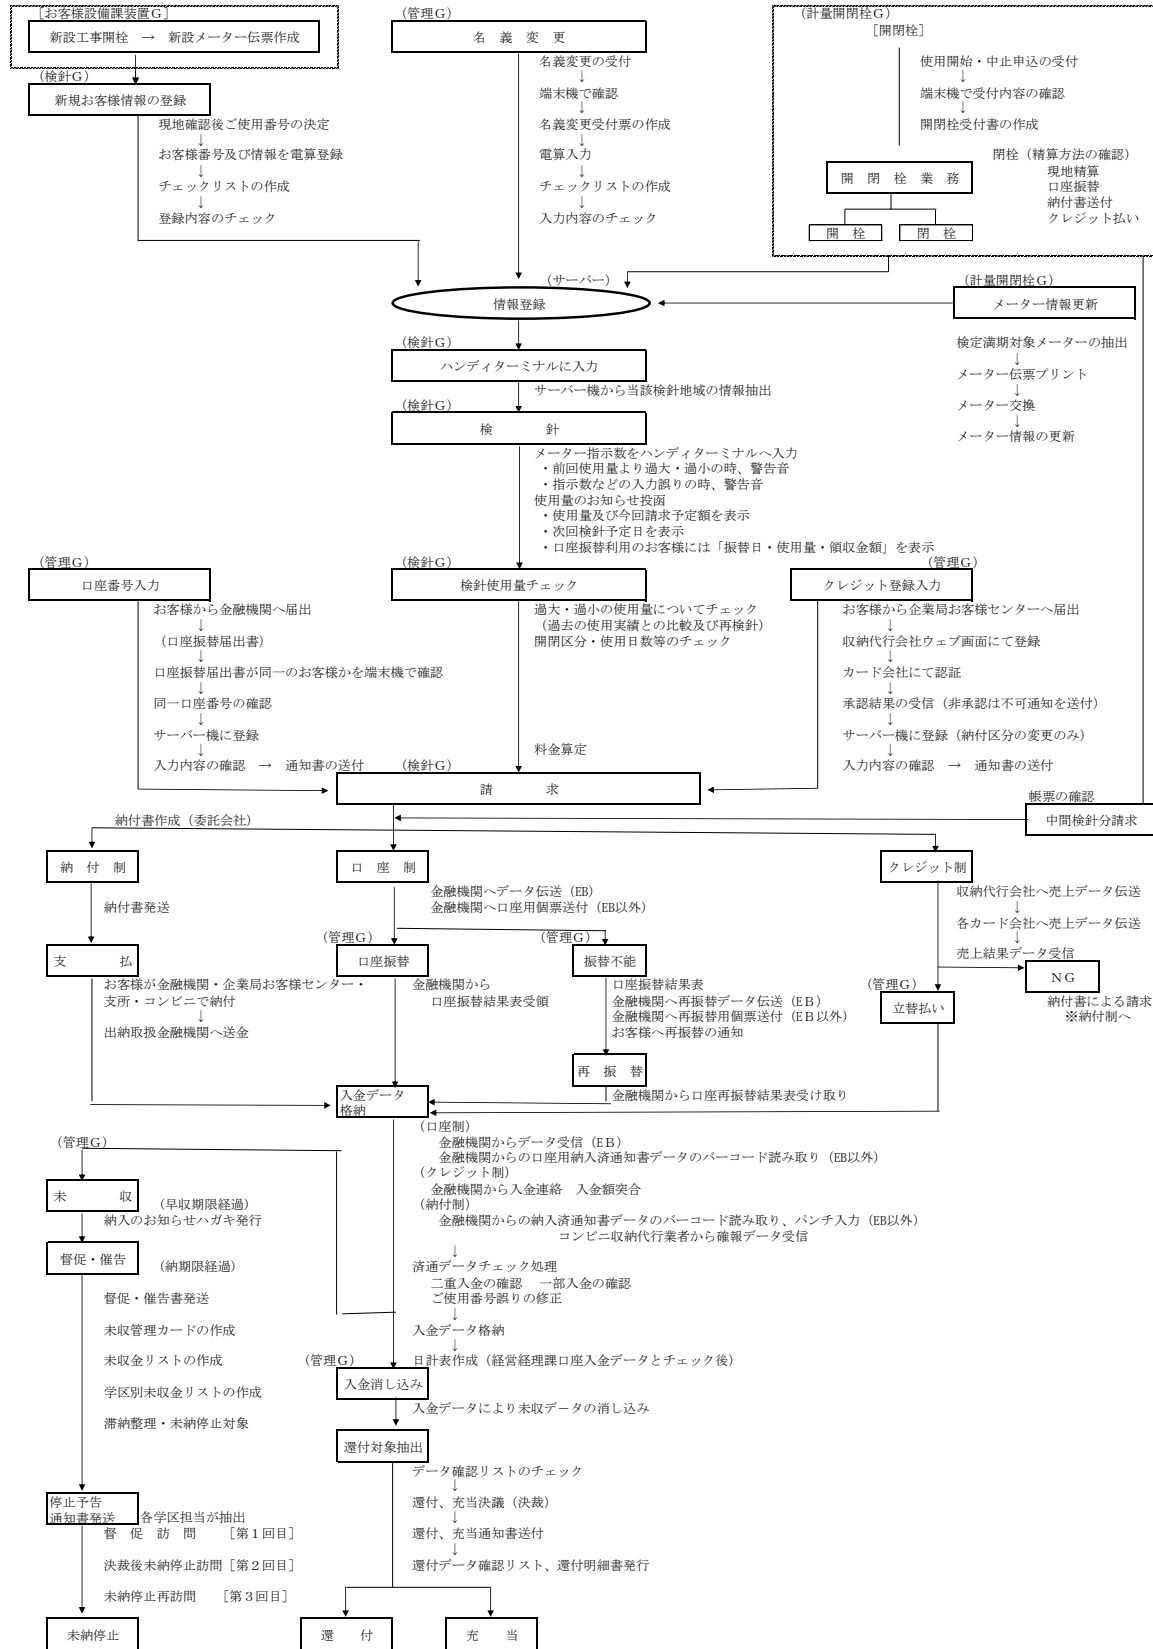 ［お客様設備課装置G］
新設工事開栓　→　新設メーター伝票作成
（検針G）
新規お客様情報の登録
現地確認後ご使用番号の決定
↓
お客様番号及び情報を電算登録
↓
チェックリストの作成
↓
登録内容のチェック
（管理G）
名　義　変　更
名義変更の受付
↓
端末機で確認
↓
名義変更受付票の作成
↓
電算入力
↓
チェックリストの作成
↓
入力内容のチェック
（計量開閉栓G）
［開閉栓］
使用開始・中止申込の受付
↓
端末機で受付内容の確認
↓
開閉栓受付書の作成
閉栓（精算方法の確認）
現地精算
口座振替
納付書送付
クレジット払い
開　閉　栓　業　務
開　栓
閉　栓
（サーバー）
情報登録
（計量開閉栓G）
メーター情報更新
検定満期対象メーターの抽出
↓
メーター伝票プリント
↓
メーター交換
↓
メーター情報の更新
（検針G）
ハンディターミナルに入力
サーバー機から当該検針地域の情報抽出
（検針G）
検　　　　針
メーター指示数をハンディターミナルへ入力
・前回使用量より過大・過小の時、警告音
・指示数などの入力誤りの時、警告音
使用量のお知らせ投函
・使用量及び今回請求予定額を表示
・次回検針予定日を表示
・口座振替利用のお客様には「振替日・使用量・領収金額」を表示
（管理G）
口座番号入力
お客様から金融機関へ届出
↓
（口座振替届出書）
↓
口座振替届出書が同一のお客様かを端末機で確認
↓
同一口座番号の確認
↓
サーバー機に登録
↓
入力内容の確認　→　通知書の送付
（検針G）
検針使用量チェック
過大・過小の使用量についてチェック
（過去の使用実績との比較及び再検針）
開閉区分・使用日数等のチェック
料金算定
（管理G）
クレジット登録入力
お客様から企業局お客様センターへ届出
↓
収納代行会社ウェブ画面にて登録
↓
カード会社にて認証
↓
承認結果の受信（非承認は不可通知を送付）
↓
サーバー機に登録（納付区分の変更のみ）
↓
入力内容の確認　→　通知書の送付
（検針G）
請　　　　求
帳票の確認
中間検針分請求
納付書作成（委託会社）
納　付　制
納付書発送
支　　　　払
お客様が金融機関・企業局お客様センター・
支所・コンビニで納付
↓
出納取扱金融機関へ送金
口　座　制
金融機関へデータ伝送（EB）
金融機関へ口座用個票送付（EB以外）
（管理G）
口座振替
金融機関から
口座振替結果表受領
（管理G）
振替不能
口座振替結果表
金融機関へ再振替データ伝送（ＥＢ）
金融機関へ再振替用個票送付（ＥＢ以外）
お客様へ再振替の通知
再　振　替
金融機関から口座再振替結果表受け取り
クレジット制
収納代行会社へ売上データ伝送
↓
各カード会社へ売上データ伝送
↓
売上結果データ受信
ＮＧ
納付書による請求
※納付制へ
（管理G）
立替払い
入金データ
格納
（口座制）
金融機関からデータ受信（ＥＢ）
金融機関からの口座用納入済通知書データのバーコード読み取り（EB以外）
（クレジット制）
金融機関から入金連絡　入金額突合
（納付制）
金融機関からの納入済通知書データのバーコード読み取り、パンチ入力（EB以外）
コンビニ収納代行業者から確報データ受信
↓
済通データチェック処理
二重入金の確認　一部入金の確認
ご使用番号誤りの修正
↓
入金データ格納
↓
日計表作成（経営経理課口座入金データとチェック後）
（管理G）
未　　　　収
（早収期限経過）
納入のお知らせハガキ発行
督促・催告
（納期限経過）
督促・催告書発送
未収管理カードの作成
未収金リストの作成
学区別未収金リストの作成
滞納整理・未納停止対象
（管理G）
入金消し込み
入金データにより未収データの消し込み
還付対象抽出
データ確認リストのチェック
↓
還付、充当決議（決裁）
↓
還付、充当通知書送付
↓
還付データ確認リスト、還付明細書発行
停止予告
通知書発送
各学区担当が抽出
督　促　訪　問　　［第１回目］
決裁後未納停止訪問［第２回目］
未納停止再訪問　　［第３回目］
未納停止
還　　付
充　　当